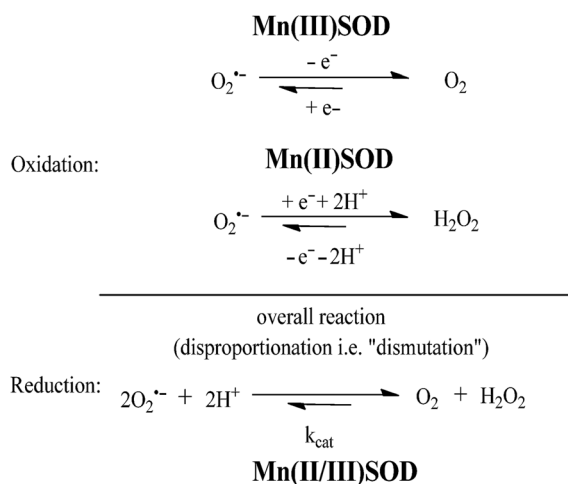 Mn(III)SOD
− e⁻
O₂•⁻ O₂
+ e−
Oxidation:
Mn(II)SOD
+ e⁻ + 2H⁺
O₂•⁻ H₂O₂
− e⁻ − 2H⁺
overall reaction
(disproportionation i.e. "dismutation")
Reduction: 2O₂•⁻ + 2H⁺ O₂ + H₂O₂
k_cat
Mn(II/III)SOD